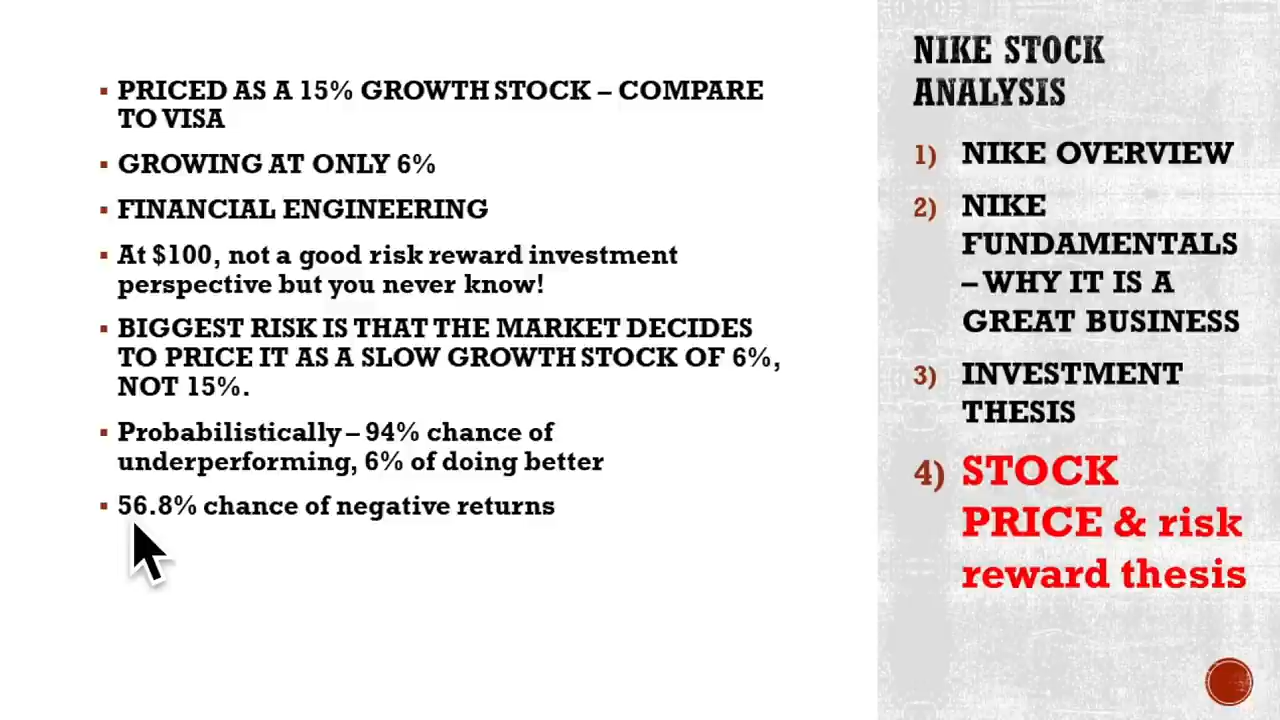 ▪ PRICED AS A 15% GROWTH STOCK – COMPARE
TO VISA
▪ GROWING AT ONLY 6%
▪ FINANCIAL ENGINEERING
▪ At $100, not a good risk reward investment
perspective but you never know!
▪ BIGGEST RISK IS THAT THE MARKET DECIDES
TO PRICE IT AS A SLOW GROWTH STOCK OF 6%,
NOT 15%.
▪ Probabilistically – 94% chance of
underperforming, 6% of doing better
▪ 56.8% chance of negative returns
NIKE STOCK
ANALYSIS
1) NIKE OVERVIEW
2) NIKE
FUNDAMENTALS
– WHY IT IS A
GREAT BUSINESS
3) INVESTMENT
THESIS
4) STOCK
PRICE & risk
reward thesis